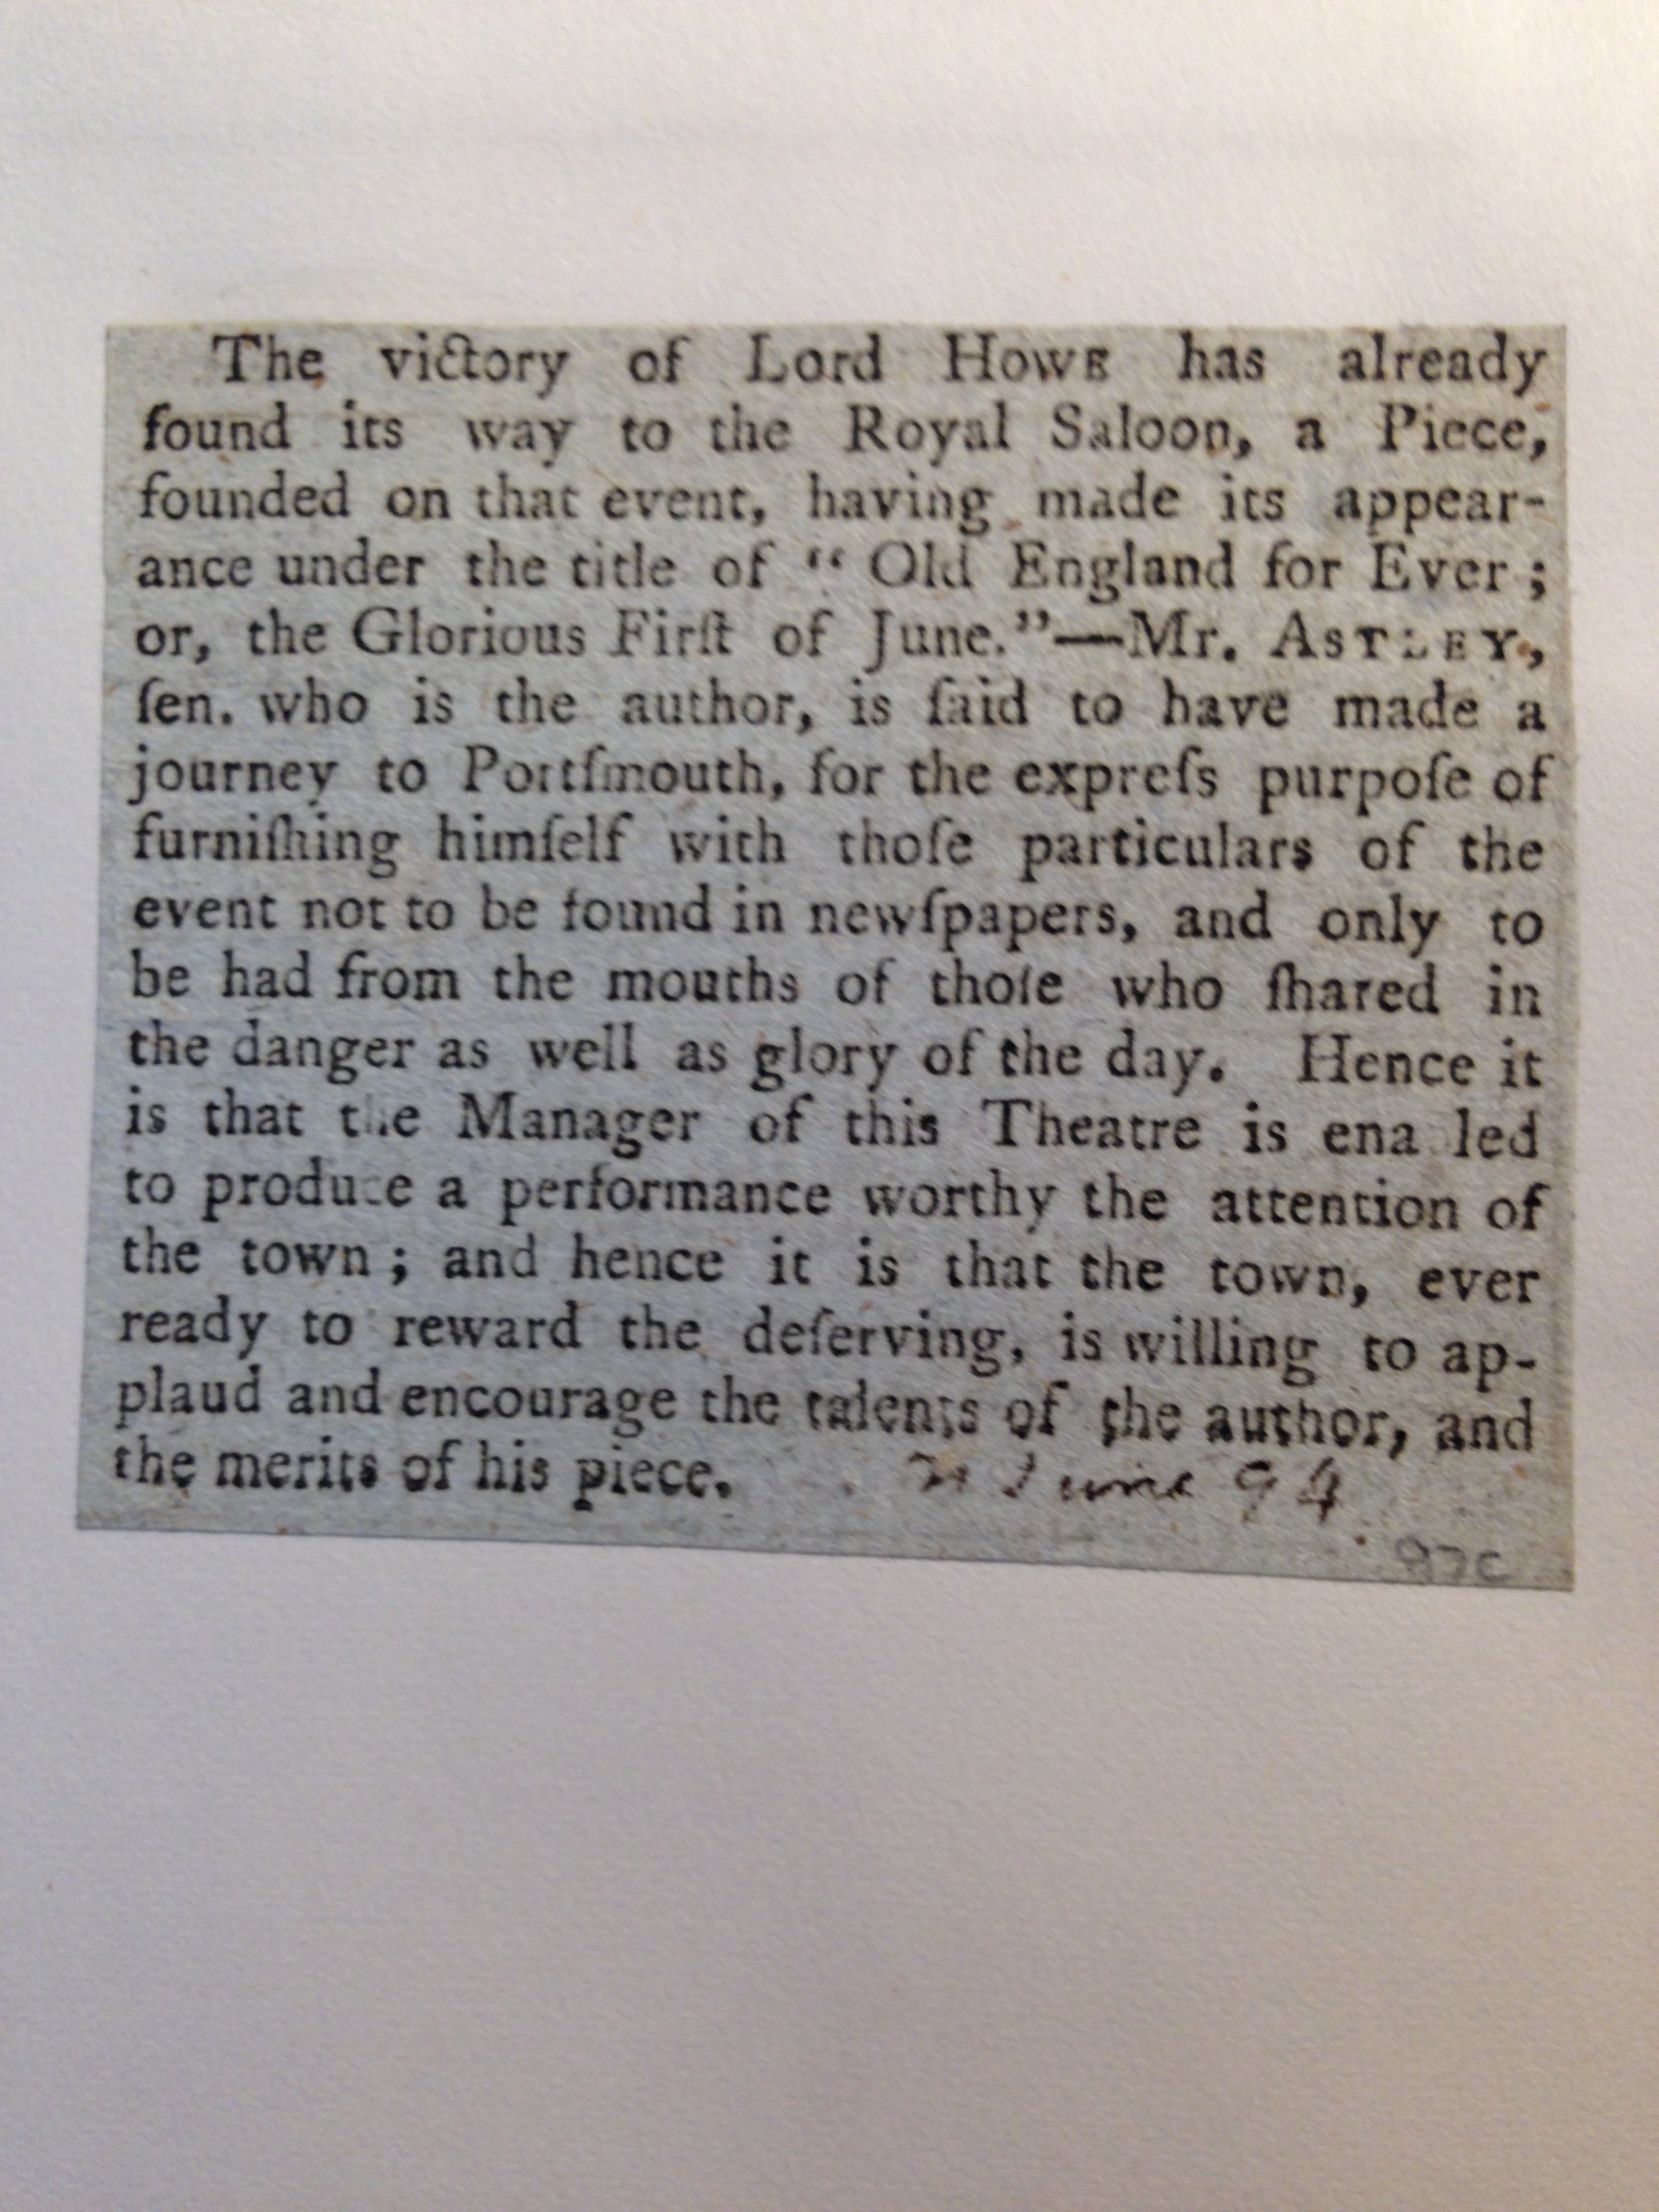 The victory of Lord HOWE has already
found its way to the Royal Saloon, a Piece,
founded on that event, having made its appear-
ance under the title of “ Old England for Ever ;
or, the Glorious Firſt of June.”—Mr. ASTLEY,
ſen. who is the author, is ſaid to have made a
journey to Portſmouth, for the expreſs purpoſe of
furniſhing himſelf with thoſe particulars of the
event not to be found in newſpapers, and only to
be had from the mouths of thoſe who ſhared in
the danger as well as glory of the day. Hence it
is that the Manager of this Theatre is ena led
to produce a performance worthy the attention of
the town ; and hence it is that the town, ever
ready to reward the deſerving, is willing to ap-
plaud and encourage the talents of the author, and
the merits of his piece. June 94
97c